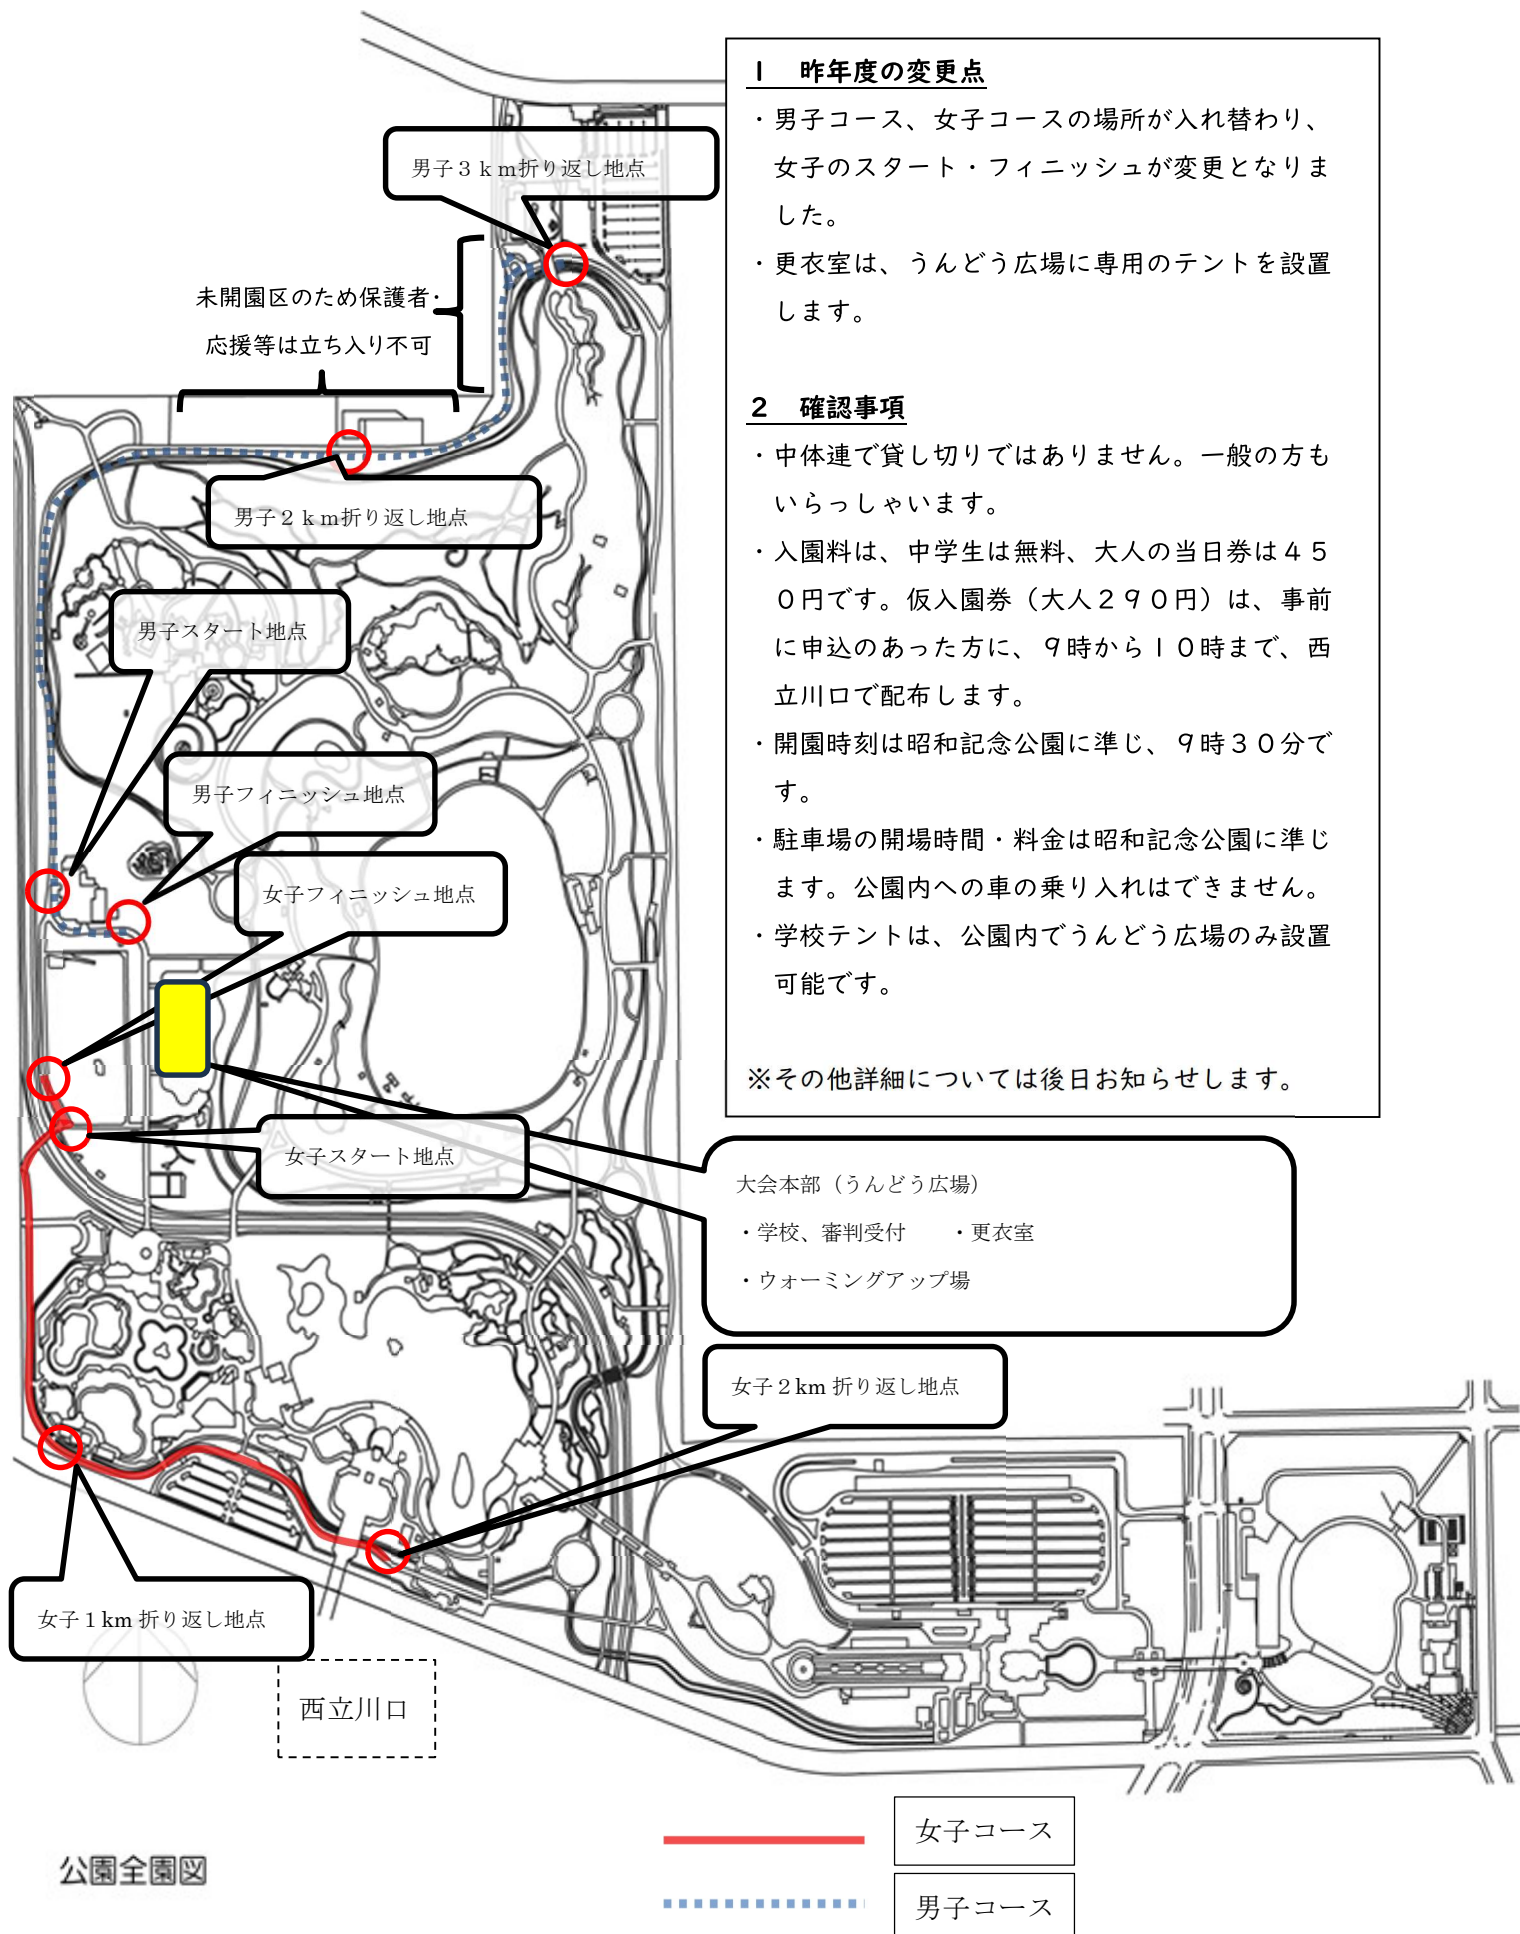 １　昨年度の変更点
・男子コース、女子コースの場所が入れ替わり、
女子のスタート・フィニッシュが変更となりま
した。
・更衣室は、うんどう広場に専用のテントを設置
します。
２　確認事項
・中体連で貸し切りではありません。一般の方も
いらっしゃいます。
・入園料は、中学生は無料、大人の当日券は４５
０円です。仮入園券（大人２９０円）は、事前
に申込のあった方に、９時から１０時まで、西
立川口で配布します。
・開園時刻は昭和記念公園に準じ、９時３０分で
す。
・駐車場の開場時間・料金は昭和記念公園に準じ
ます。公園内への車の乗り入れはできません。
・学校テントは、公園内でうんどう広場のみ設置
可能です。
※その他詳細については後日お知らせします。
男子３ｋｍ折り返し地点
未開園区のため保護者・
応援等は立ち入り不可
男子２ｋｍ折り返し地点
男子スタート地点
男子フィニッシュ地点
女子フィニッシュ地点
女子スタート地点
大会本部（うんどう広場）
・学校、審判受付　　・更衣室
・ウォーミングアップ場
女子２km 折り返し地点
女子１km 折り返し地点
西立川口
公園全園図
女子コース
男子コース